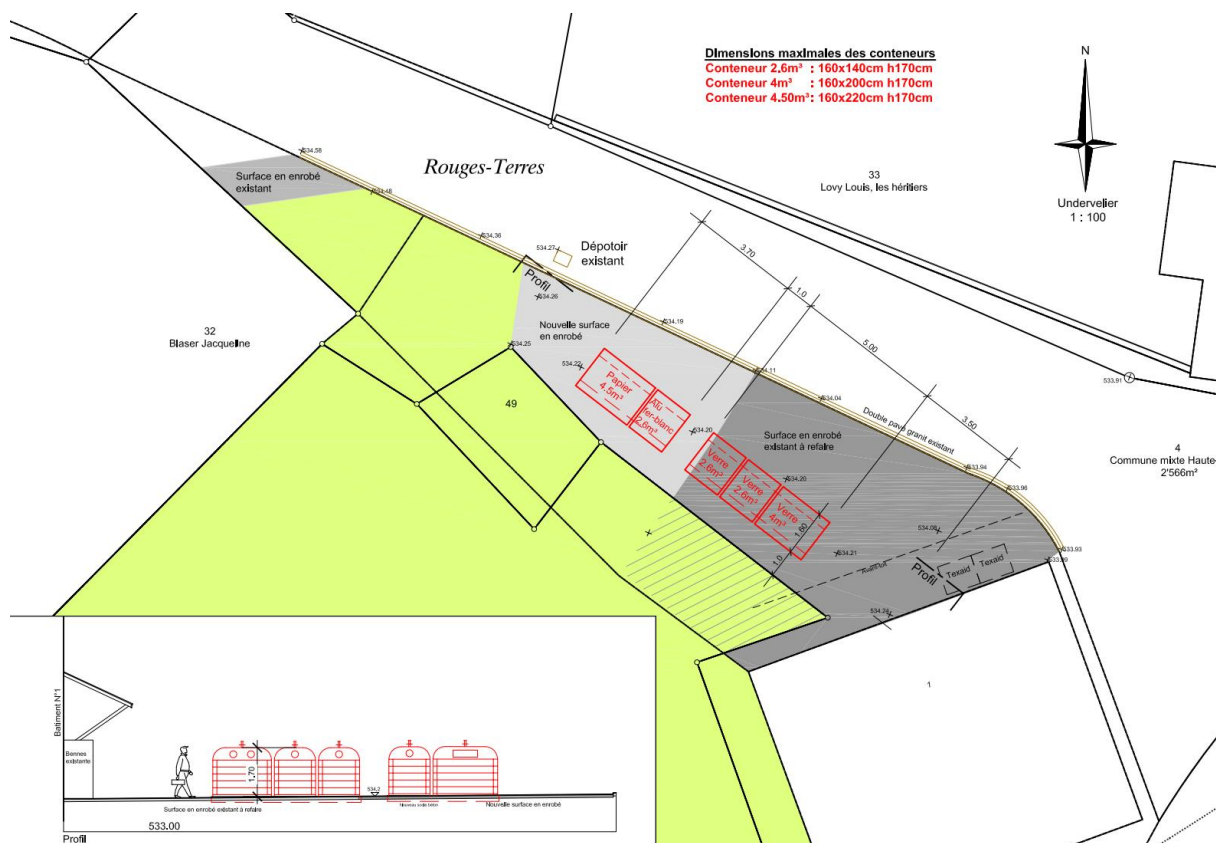 Dimensions maximales des conteneurs
Conteneur 2,6m³ : 160x140cm h170cm
Conteneur 4m³ : 160x200cm h170cm
Conteneur 4.50m³: 160x220cm h170cm
N
Undervelier
1 : 100
33
Lovy Louis, les héritiers
Rouges-Terres
534.58
Surface en enrobé
existant
534.48
534.36
534.27
Dépotoir
existant
Profil
534.26
3.70
1.0
5.00
3.50
32
Blaser Jacqueline
534.25
Nouvelle surface
en enrobé
534.19
534.11
534.04
533.91
534.22
Papier
4.5m³
Alu
fer-blanc
2.6m³
49
534.20
Surface en enrobé
existant à refaire
Double pavé granit existant
533.94
533.96
4
Commune mixte Haute-
2'566m²
Verre
2.6m³
Verre
2.6m³
Verre
4m³
534.20
1.60
1.0
534.21
534.08
Avant-toit
Profil
Texaid
Texaid
533.93
534.24
1
Batiment N°1
Bennes
existante
1.70
534.2
Surface en enrobé existant à refaire
Nouvelle surface en enrobé
533.00
Profil